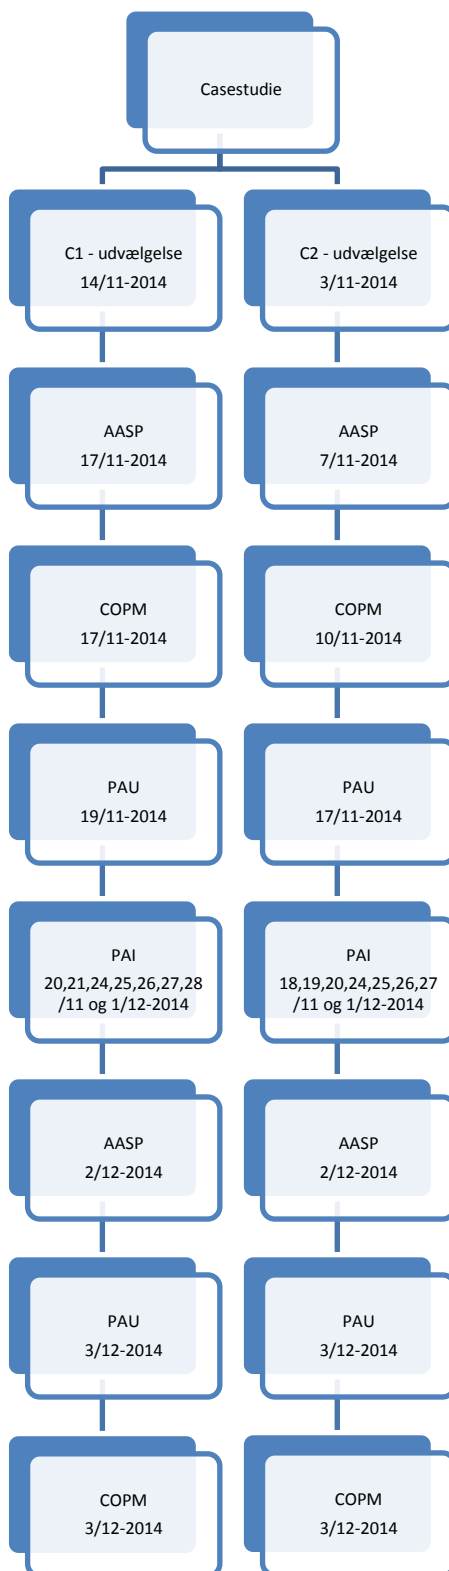 Casestudie
C1 - udvælgelse
14/11-2014
C2 - udvælgelse
3/11-2014
AASP
17/11-2014
AASP
7/11-2014
COPM
17/11-2014
COPM
10/11-2014
PAU
19/11-2014
PAU
17/11-2014
PAI
20,21,24,25,26,27,28
/11 og 1/12-2014
PAI
18,19,20,24,25,26,27
/11 og 1/12-2014
AASP
2/12-2014
AASP
2/12-2014
PAU
3/12-2014
PAU
3/12-2014
COPM
3/12-2014
COPM
3/12-2014